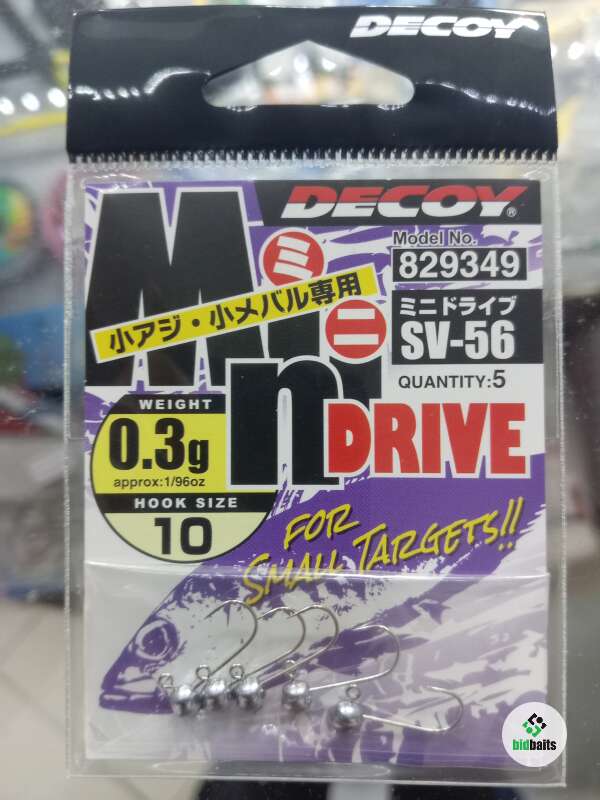 DECOY
DECOY®
Mini
ミニ
小アジ・小メバル専用
Model No.
829349
ミニドライブ
SV-56
QUANTITY:5
DRIVE
WEIGHT
0.3g
approx:1/96oz
HOOK SIZE
10
FOR
SMALL TARGETS!!
bidbaits